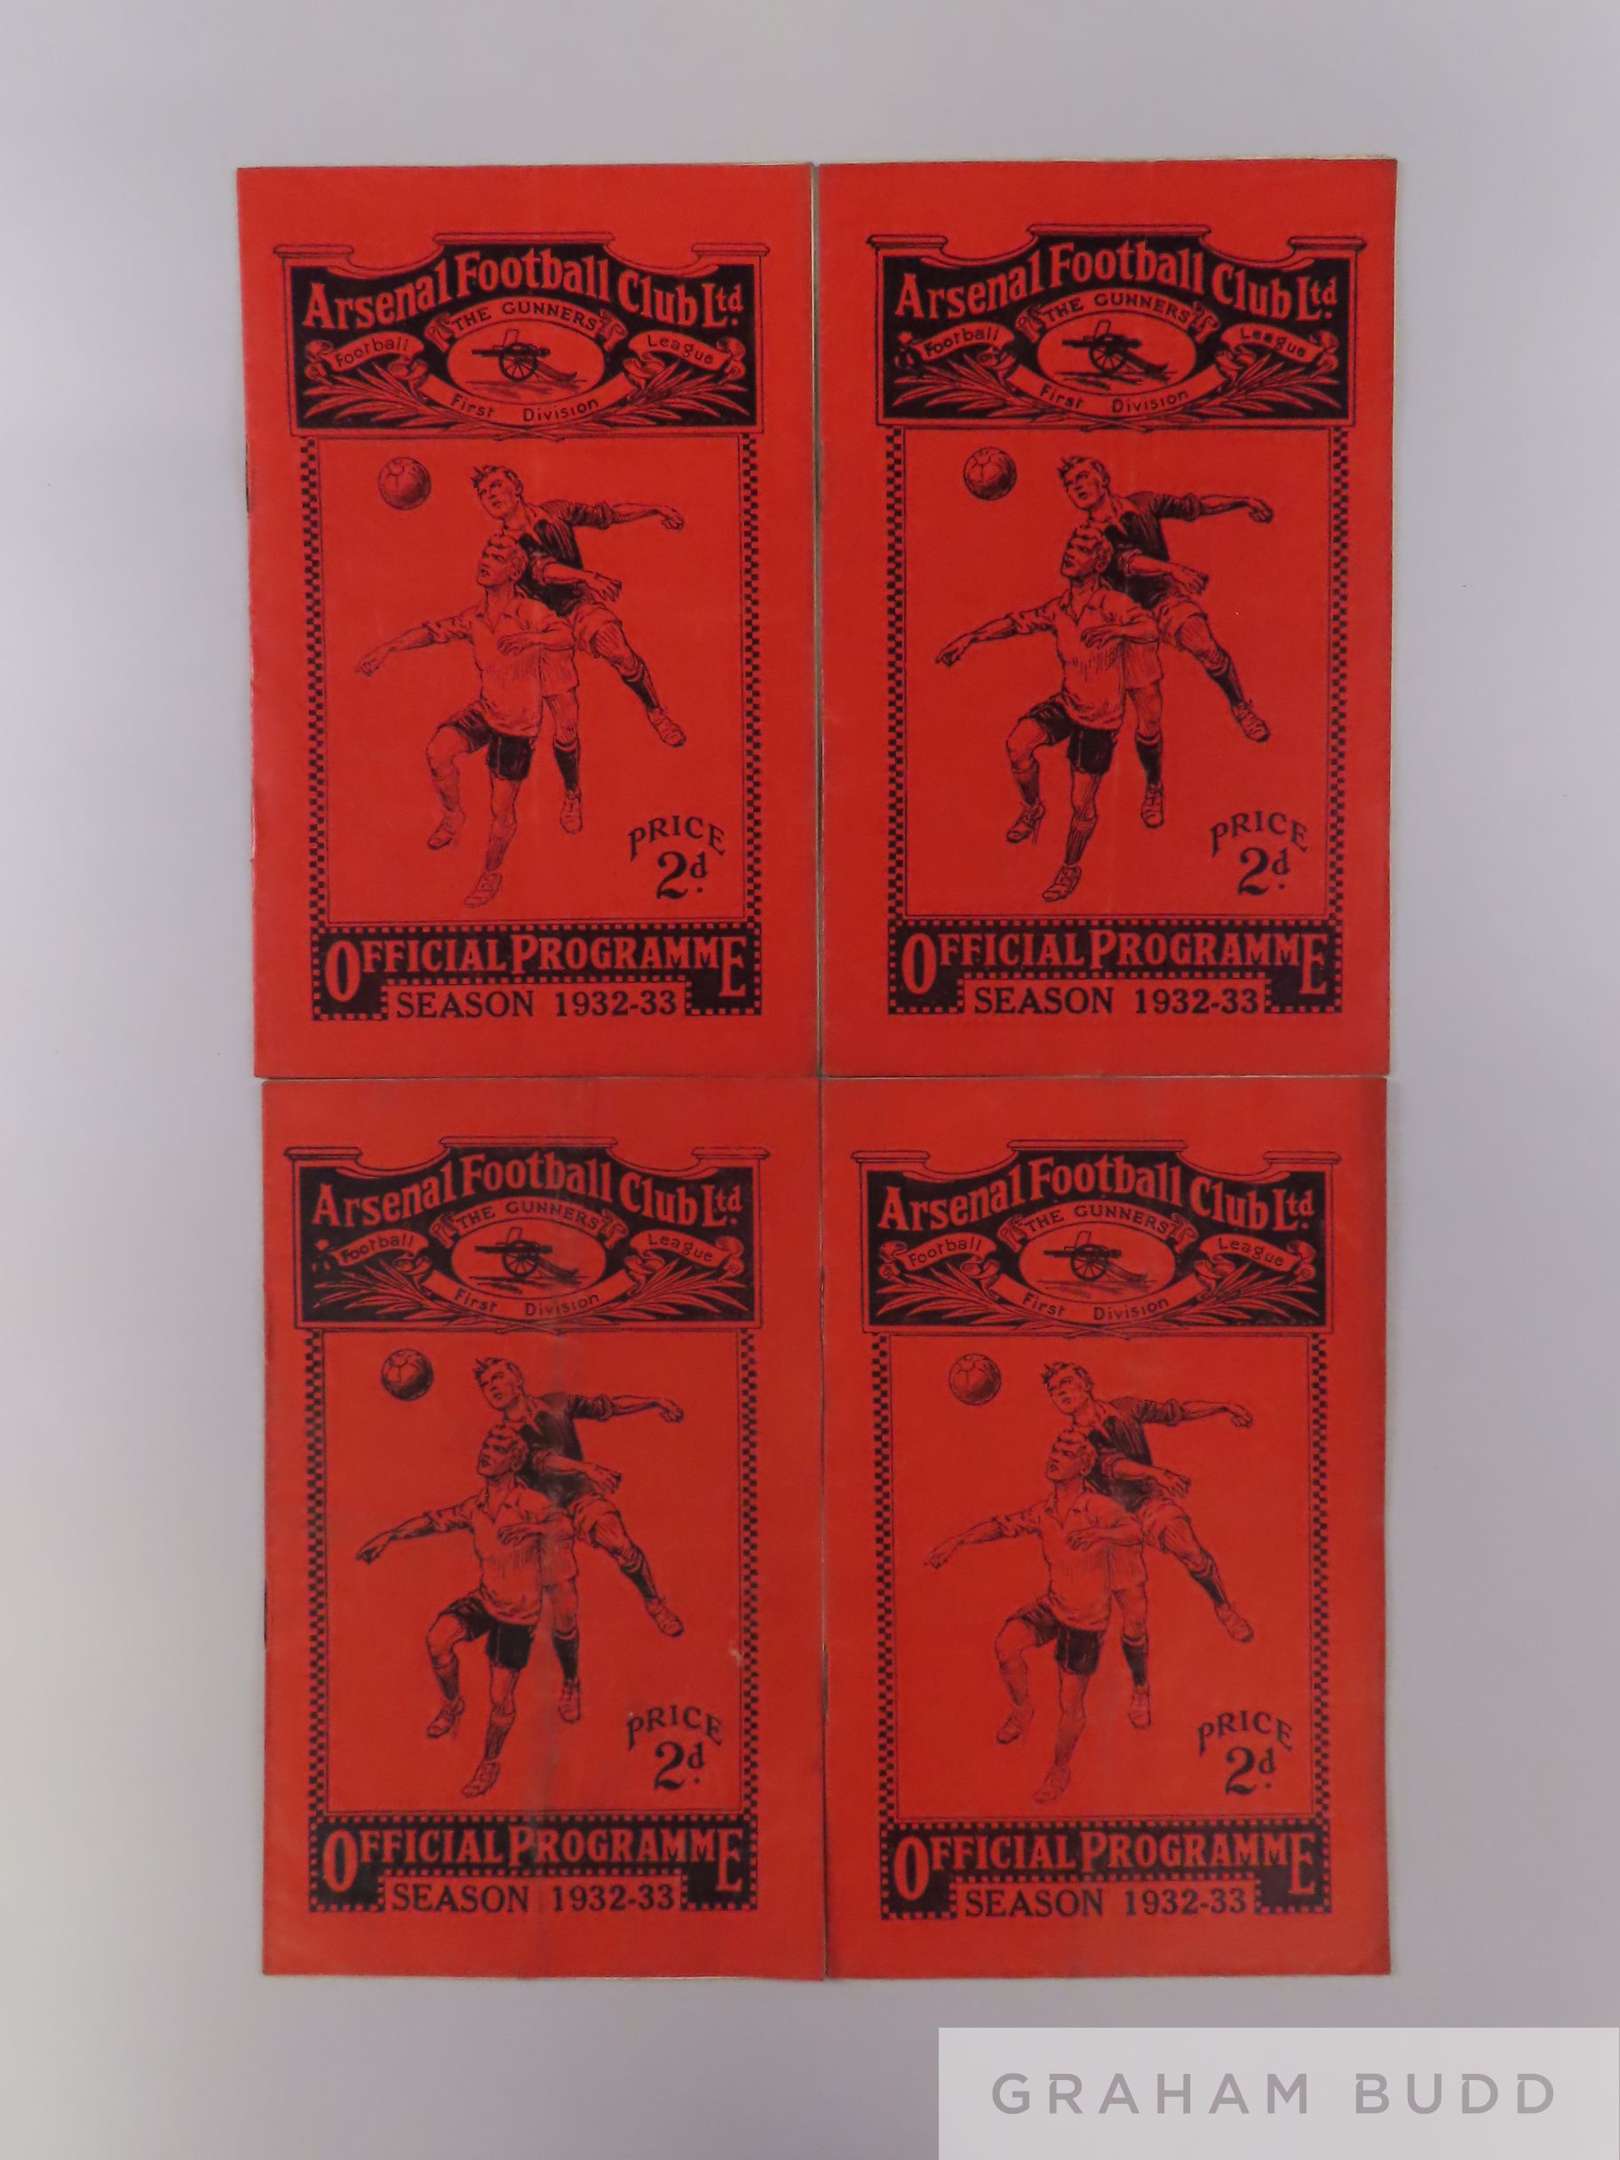 Arsenal Football Club Ltd.
THE GUNNERS
Football League
First Division
PRICE
2d.
OFFICIAL PROGRAMME
SEASON 1932-33
Arsenal Football Club Ltd.
THE GUNNERS
Football League
First Division
PRICE
2d.
OFFICIAL PROGRAMME
SEASON 1932-33
Arsenal Football Club Ltd.
THE GUNNERS
Football League
First Division
PRICE
2d.
OFFICIAL PROGRAMME
SEASON 1932-33
Arsenal Football Club Ltd.
THE GUNNERS
Football League
First Division
PRICE
2d.
OFFICIAL PROGRAMME
SEASON 1932-33
GRAHAM BUDD